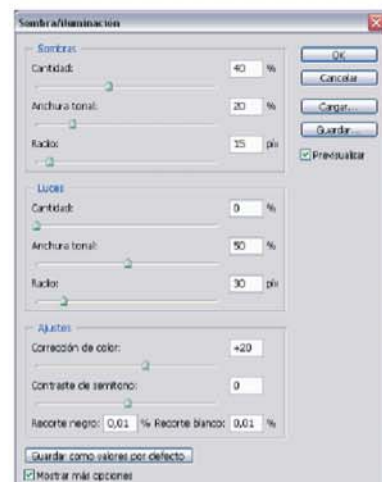 Sombra/iluminación
Sombras
Cantidad: 40 %
Anchura tonal: 20 %
Radio: 15 píx
Luces
Cantidad: 0 %
Anchura tonal: 50 %
Radio: 30 píx
Ajustes
Corrección de color: +20
Contraste de semitono: 0
Recorte negro: 0,01 % Recorte blanco: 0,01 %
Guardar como valores por defecto
Mostrar más opciones
OK
Cancelar
Cargar...
Guardar...
Previsualizar